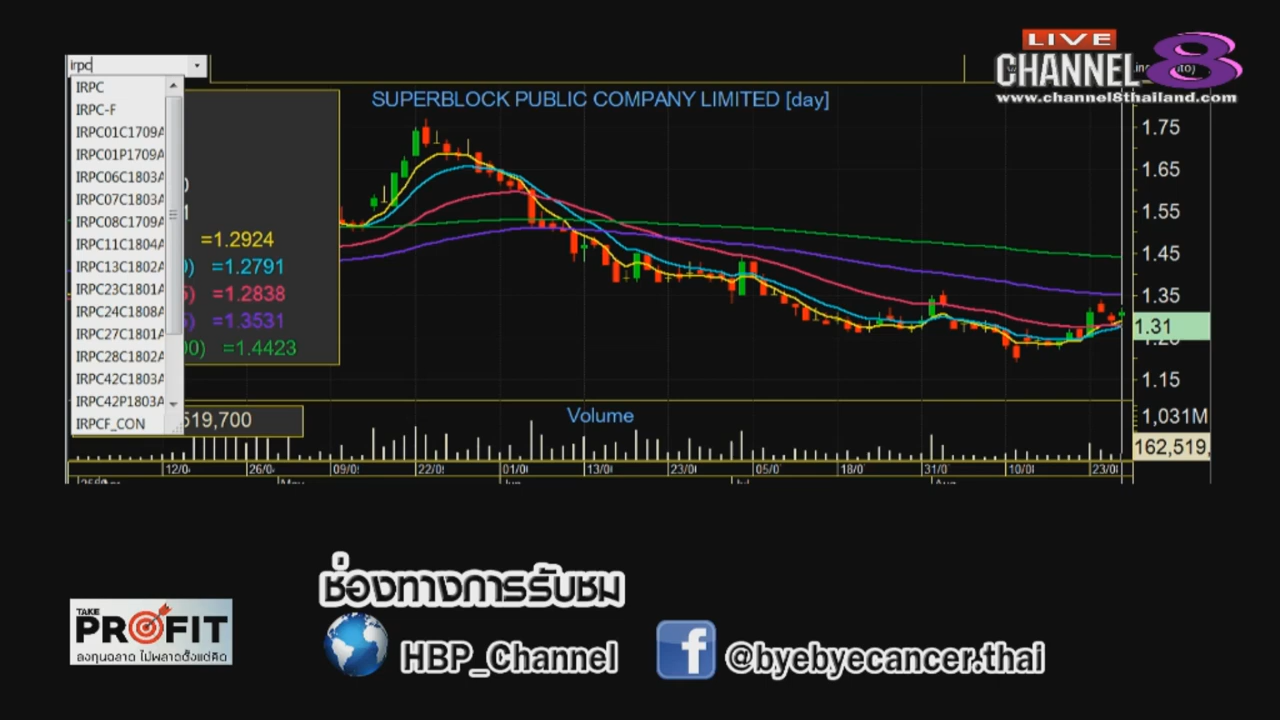 irpc
IRPC
IRPC-F
IRPC01C1709A
IRPC01P1709A
IRPC06C1803A
IRPC07C1803A
IRPC08C1709A
IRPC11C1804A
IRPC13C1802A
IRPC23C1801A
IRPC24C1808A
IRPC27C1801A
IRPC28C1802A
IRPC42C1803A
IRPC42P1803A
IRPCF_CON
=1.2924
=1.2791
=1.2838
=1.3531
=1.4423
519,700
SUPERBLOCK PUBLIC COMPANY LIMITED [day]
LIVE
CHANNEL 8
www.channel8thailand.com
1.75
1.65
1.55
1.45
1.35
1.31
1.15
Volume
1,031M
162,519,
12/0
26/0
09/0
22/0
01/0
13/0
23/0
05/0
18/0
31/0
10/0
23/0
TAKE
PROFIT
ลงทุนฉลาด ไม่พลาดตั้งแต่คิด
ช่องทางการรับชม
HBP_Channel
@byebyecancer.thai